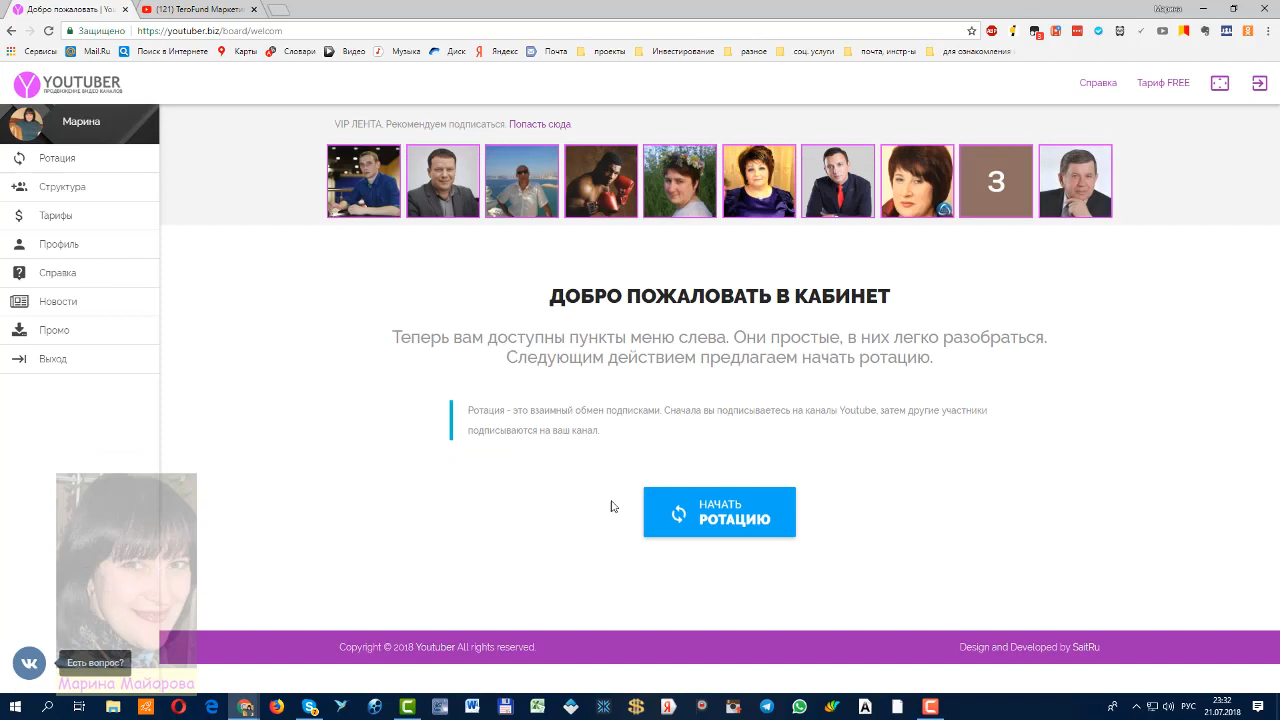 Добро пожаловать | You
(121) TeroFund Маркети
Марина
Защищено
https://youtuber.biz/board/welcom
Сервисы
Mail.Ru
Поиск в Интернете
Q Маркет
Словари
Видео
Музыка
Диск
Яндекс
Почта
проекты
Инвестирование
разное
соц.услуги
почта, инстр-ы
для ознакомления
YOUTUBER
ПРОДВИЖЕНИЕ ВИДЕО КАНАЛОВ
Справка
Тариф FREE
Марина
VIP ЛЕНТА. Рекомендуем подписаться. Попасть сюда.
Ротация
Структура
Тарифы
Профиль
Справка
Новости
Промо
Выход
З
ДОБРО ПОЖАЛОВАТЬ В КАБИНЕТ
Теперь вам доступны пункты меню слева. Они простые, в них легко разобраться.
Следующим действием предлагаем начать ротацию.
Ротация - это взаимный обмен подписками. Сначала вы подписываетесь на каналы Youtube, затем другие участники
подписываются на ваш канал.
НАЧАТЬ
РОТАЦИЮ
Copyright © 2018 Youtuber All rights reserved.
Design and Developed by SaitRu
Есть вопрос?
Марина Майорова
РУС
23:32
21.07.2018